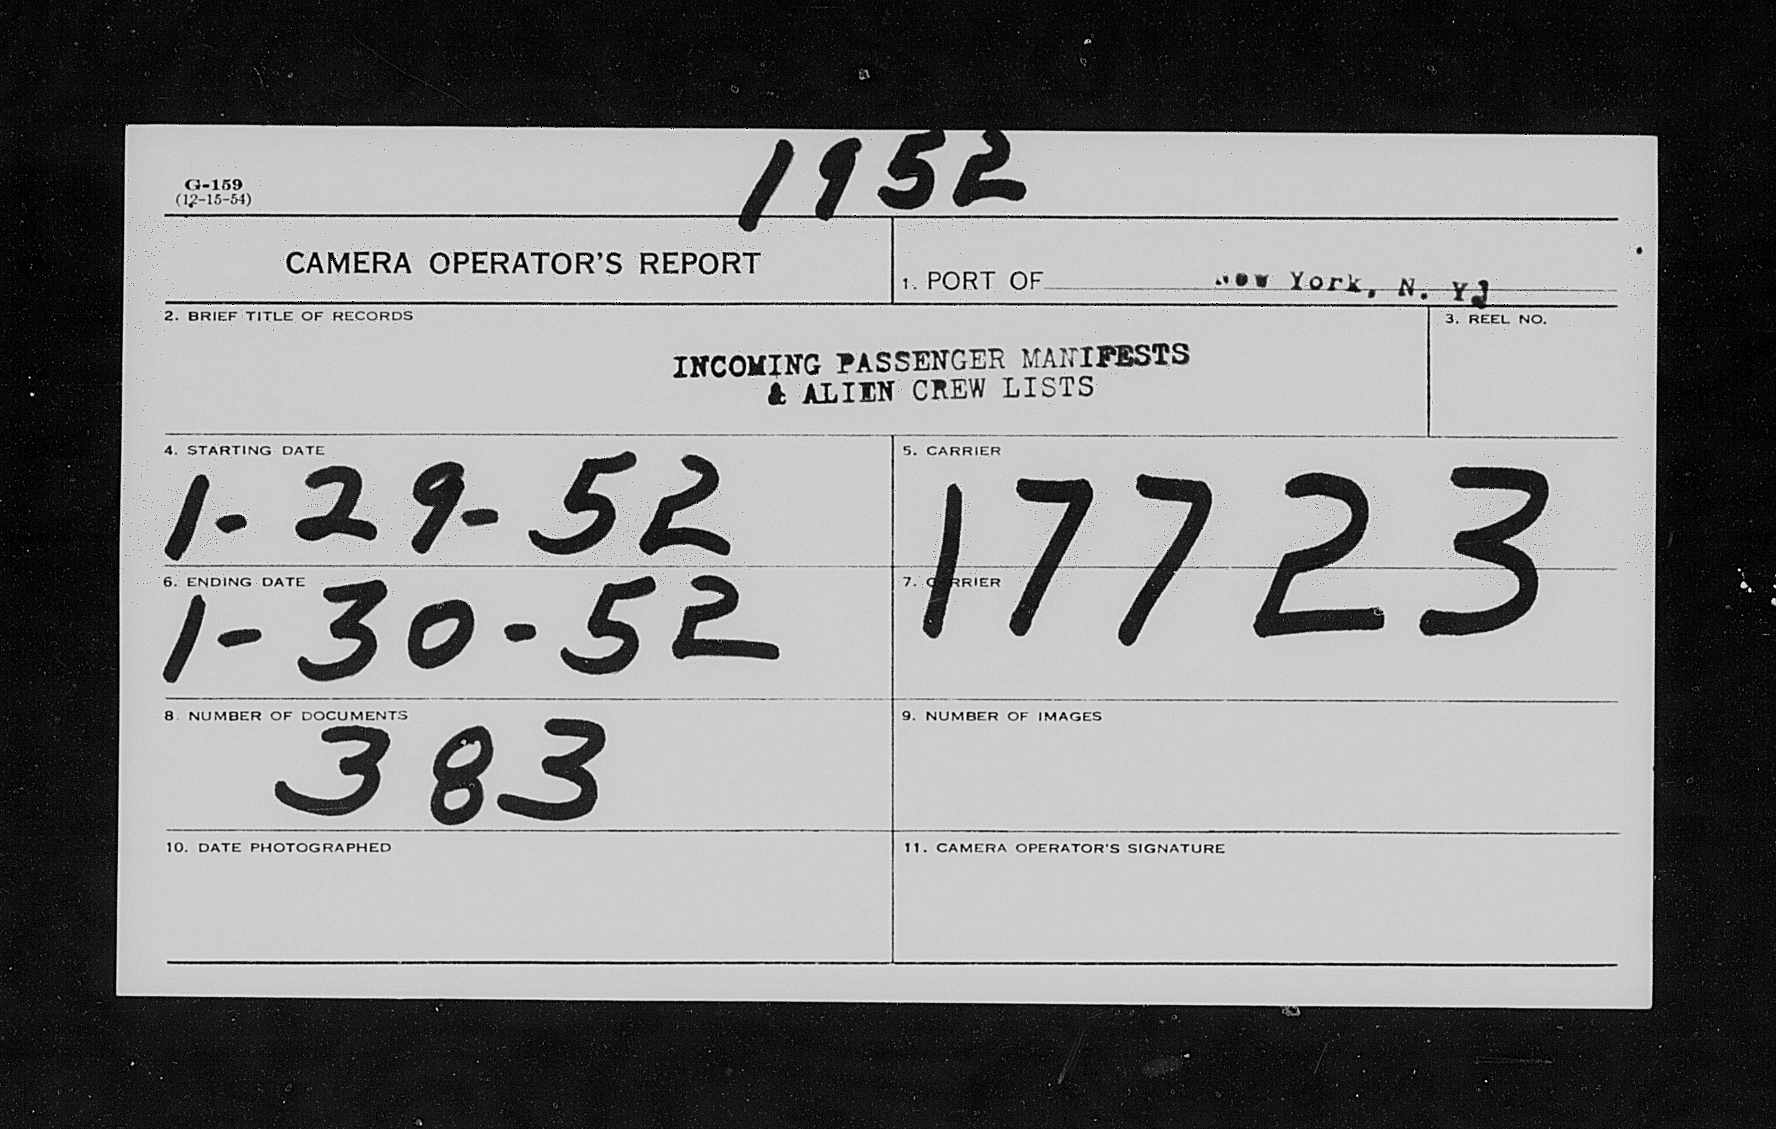 1952
G-159
(12-15-54)
CAMERA OPERATOR'S REPORT
1. PORT OF New York, N. Y.
2. BRIEF TITLE OF RECORDS
3. REEL NO.
INCOMING PASSENGER MANIFESTS
& ALIEN CREW LISTS
4. STARTING DATE
1-29-52
5. CARRIER
17723
6. ENDING DATE
1-30-52
7. CARRIER
8. NUMBER OF DOCUMENTS
383
9. NUMBER OF IMAGES
10. DATE PHOTOGRAPHED
11. CAMERA OPERATOR'S SIGNATURE